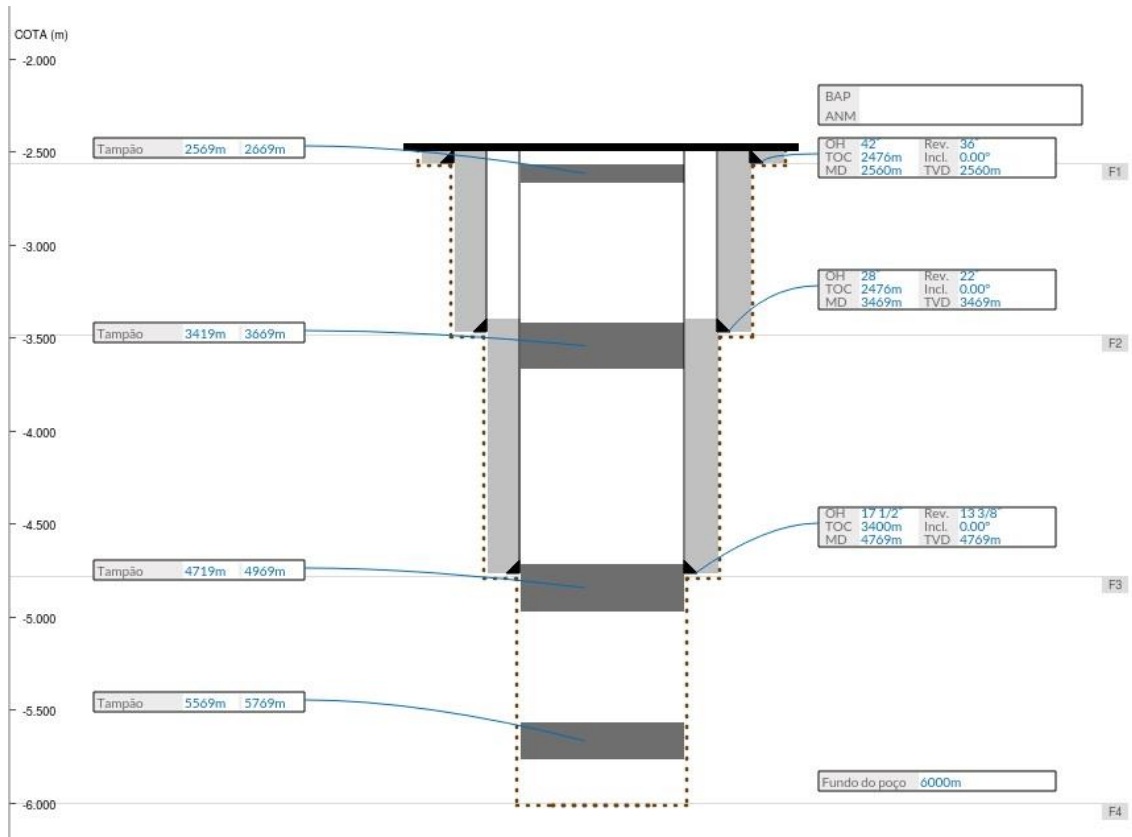 COTA (m)
-2.000
BAP
ANM
Tampão 2569m 2669m
-2.500
OH 42" Rev. 36"
TOC 2476m Incl. 0.00°
MD 2560m TVD 2560m
F1
-3.000
OH 28" Rev. 22"
TOC 2476m Incl. 0.00°
MD 3469m TVD 3469m
Tampão 3419m 3669m
-3.500
F2
-4.000
-4.500
OH 17 1/2" Rev. 13 3/8"
TOC 3400m Incl. 0.00°
MD 4769m TVD 4769m
Tampão 4719m 4969m
F3
-5.000
Tampão 5569m 5769m
-5.500
Fundo do poço 6000m
-6.000
F4